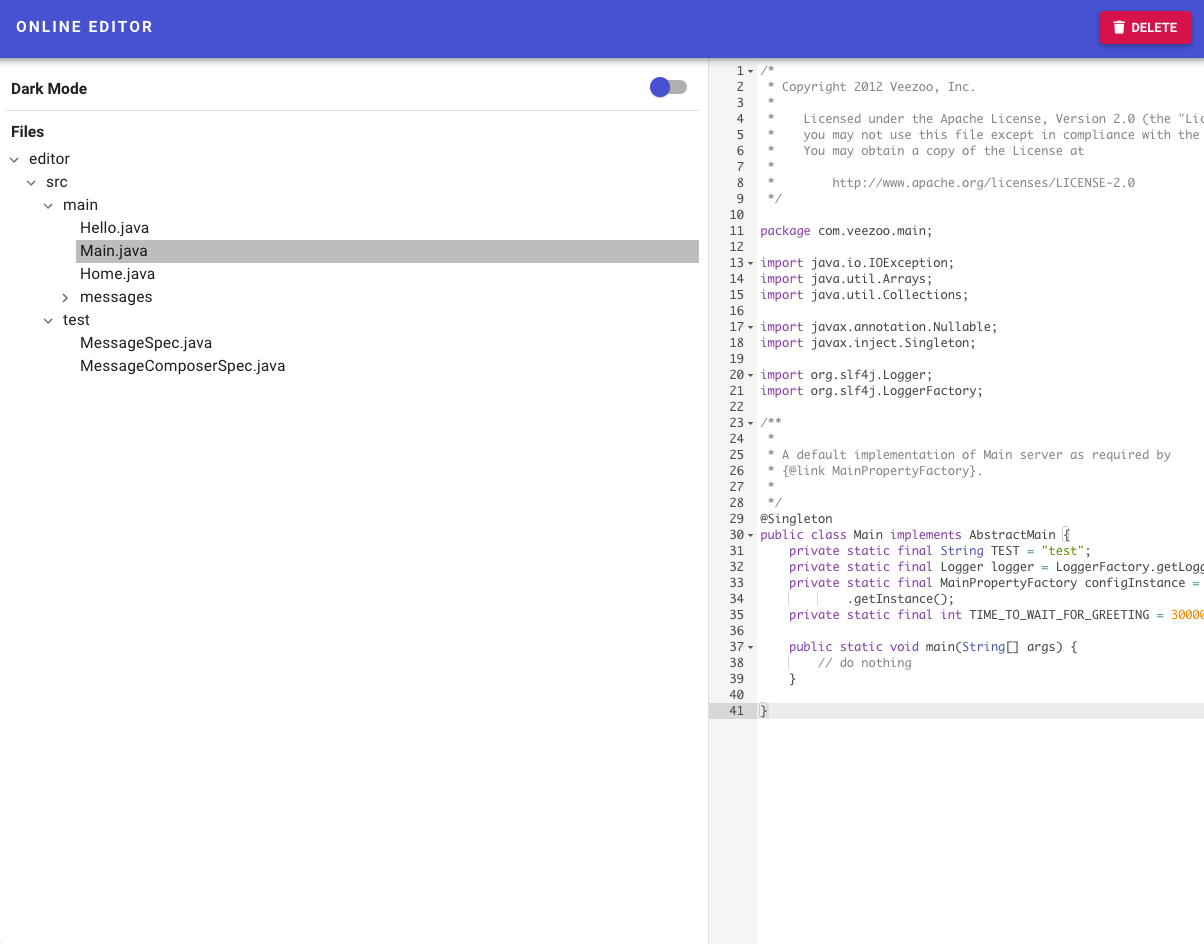 ONLINE EDITOR
DELETE
Dark Mode
Files
editor
src
main
Hello.java
Main.java
Home.java
messages
test
MessageSpec.java
MessageComposerSpec.java
1 /*
2 * Copyright 2012 Veezoo, Inc.
3 *
4 * Licensed under the Apache License, Version 2.0 (the "Lic
5 * you may not use this file except in compliance with the
6 * You may obtain a copy of the License at
7 *
8 * http://www.apache.org/licenses/LICENSE-2.0
9 */
10
11 package com.veezoo.main;
12
13 import java.io.IOException;
14 import java.util.Arrays;
15 import java.util.Collections;
16
17 import javax.annotation.Nullable;
18 import javax.inject.Singleton;
19
20 import org.slf4j.Logger;
21 import org.slf4j.LoggerFactory;
22
23 /**
24 *
25 * A default implementation of Main server as required by
26 * {@link MainPropertyFactory}.
27 *
28 */
29 @Singleton
30 public class Main implements AbstractMain {
31 private static final String TEST = "test";
32 private static final Logger logger = LoggerFactory.getLogg
33 private static final MainPropertyFactory configInstance =
34 .getInstance();
35 private static final int TIME_TO_WAIT_FOR_GREETING = 30000
36
37 public static void main(String[] args) {
38 // do nothing
39 }
40
41 }